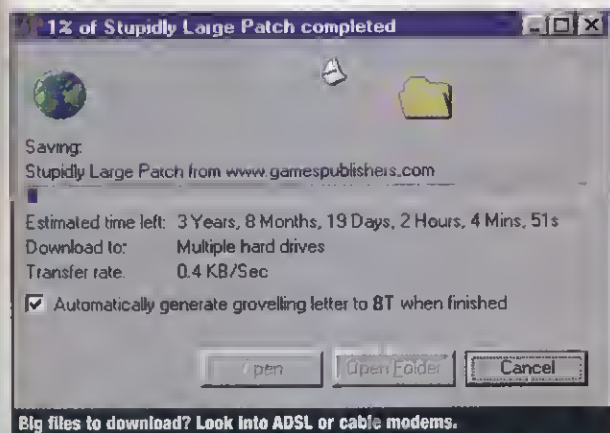 1% of Stupidly Large Patch completed
Saving:
Stupidly Large Patch from www.gamespublishers.com
Estimated time left: 3 Years, 8 Months, 19 Days, 2 Hours, 4 Mins, 51s
Download to: Multiple hard drives
Transfer rate. 0.4 KB/Sec
Automatically generate grovelling letter to BT when finished
Open Open Folder Cancel
Big files to download? Look into ADSL or cable modems.